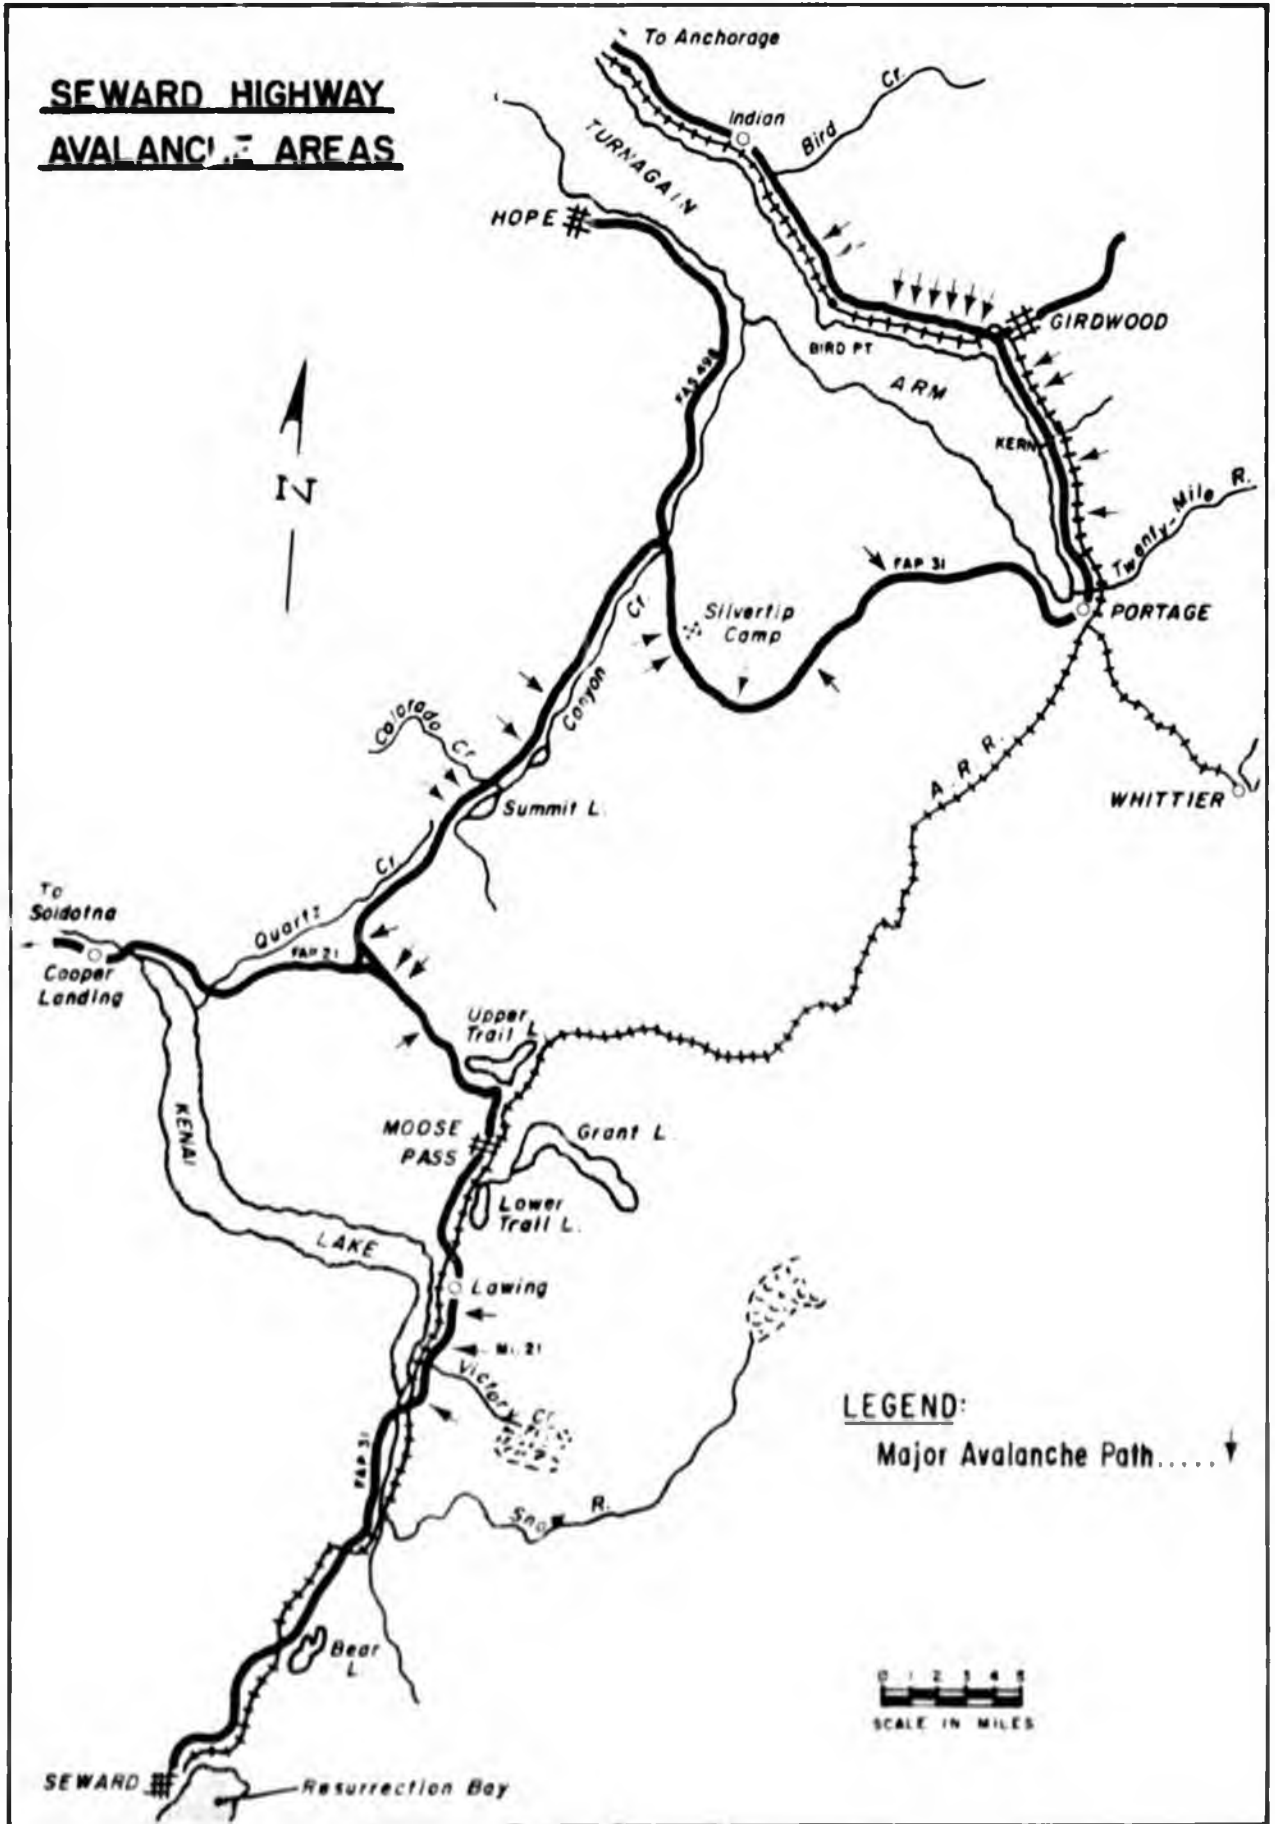 SEWARD HIGHWAY
AREAS
To Anchorage
Indian
Bird Cr.
TURNAGAIN
HOPE
GIRDWOOD
BIRD PT
ARM
FAS 498
KERN
Twenty-Mile R.
N
FAP 31
PORTAGE
Silvertip
Camp
Canyon Cr.
Colorado Cr.
A. R. R.
WHITTIER
Summit L.
Quartz Cr.
To
Soldotna
FAP 21
Cooper
Landing
Upper
Trail L.
KENAI
MOOSE
PASS
Grant L.
Lower
Trail L.
LAKE
Lawing
Mi. 21
Victory Cr.
LEGEND:
Major Avalanche Path.....
FAP 31
Sno R.
Bear
L.
0 1 2 3 4 5
SCALE IN MILES
SEWARD
Resurrection Bay